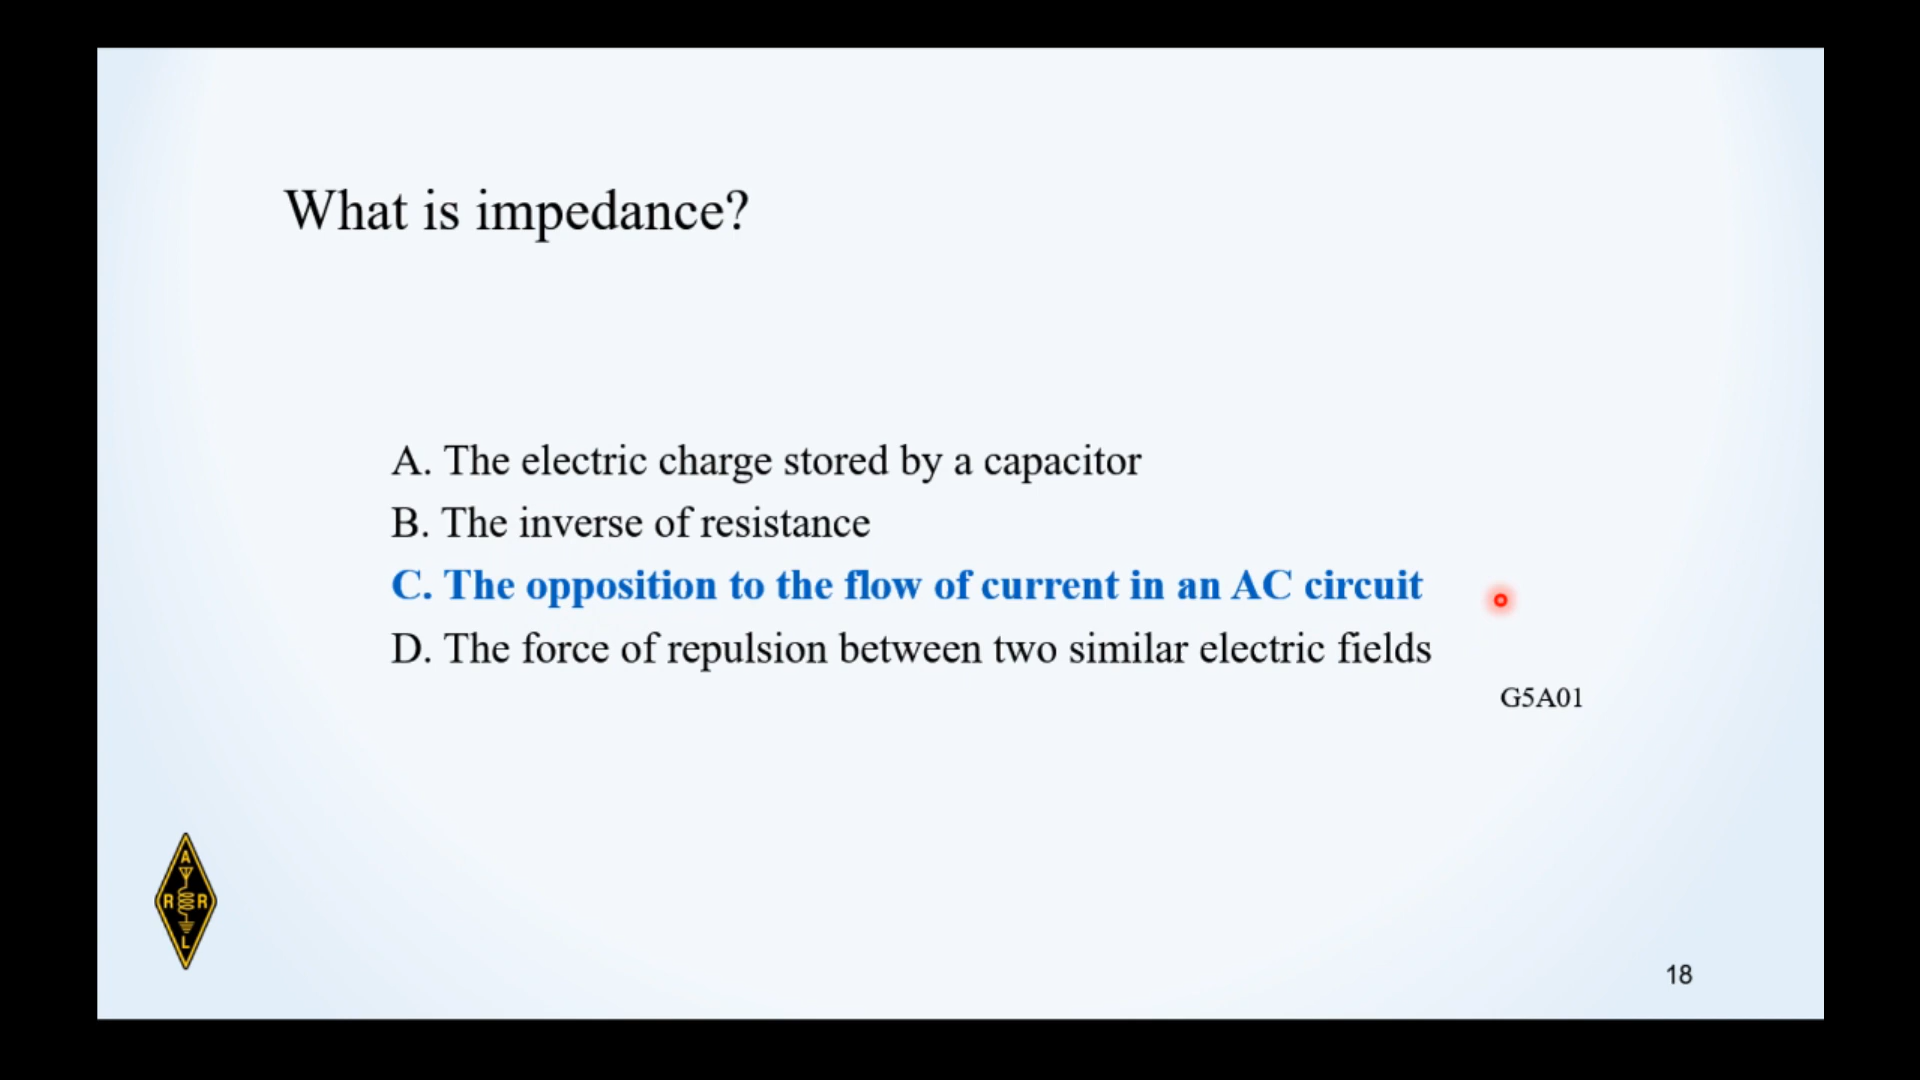 What is impedance?
A. The electric charge stored by a capacitor
B. The inverse of resistance
C. The opposition to the flow of current in an AC circuit
D. The force of repulsion between two similar electric fields
G5A01
A
R R
L
18